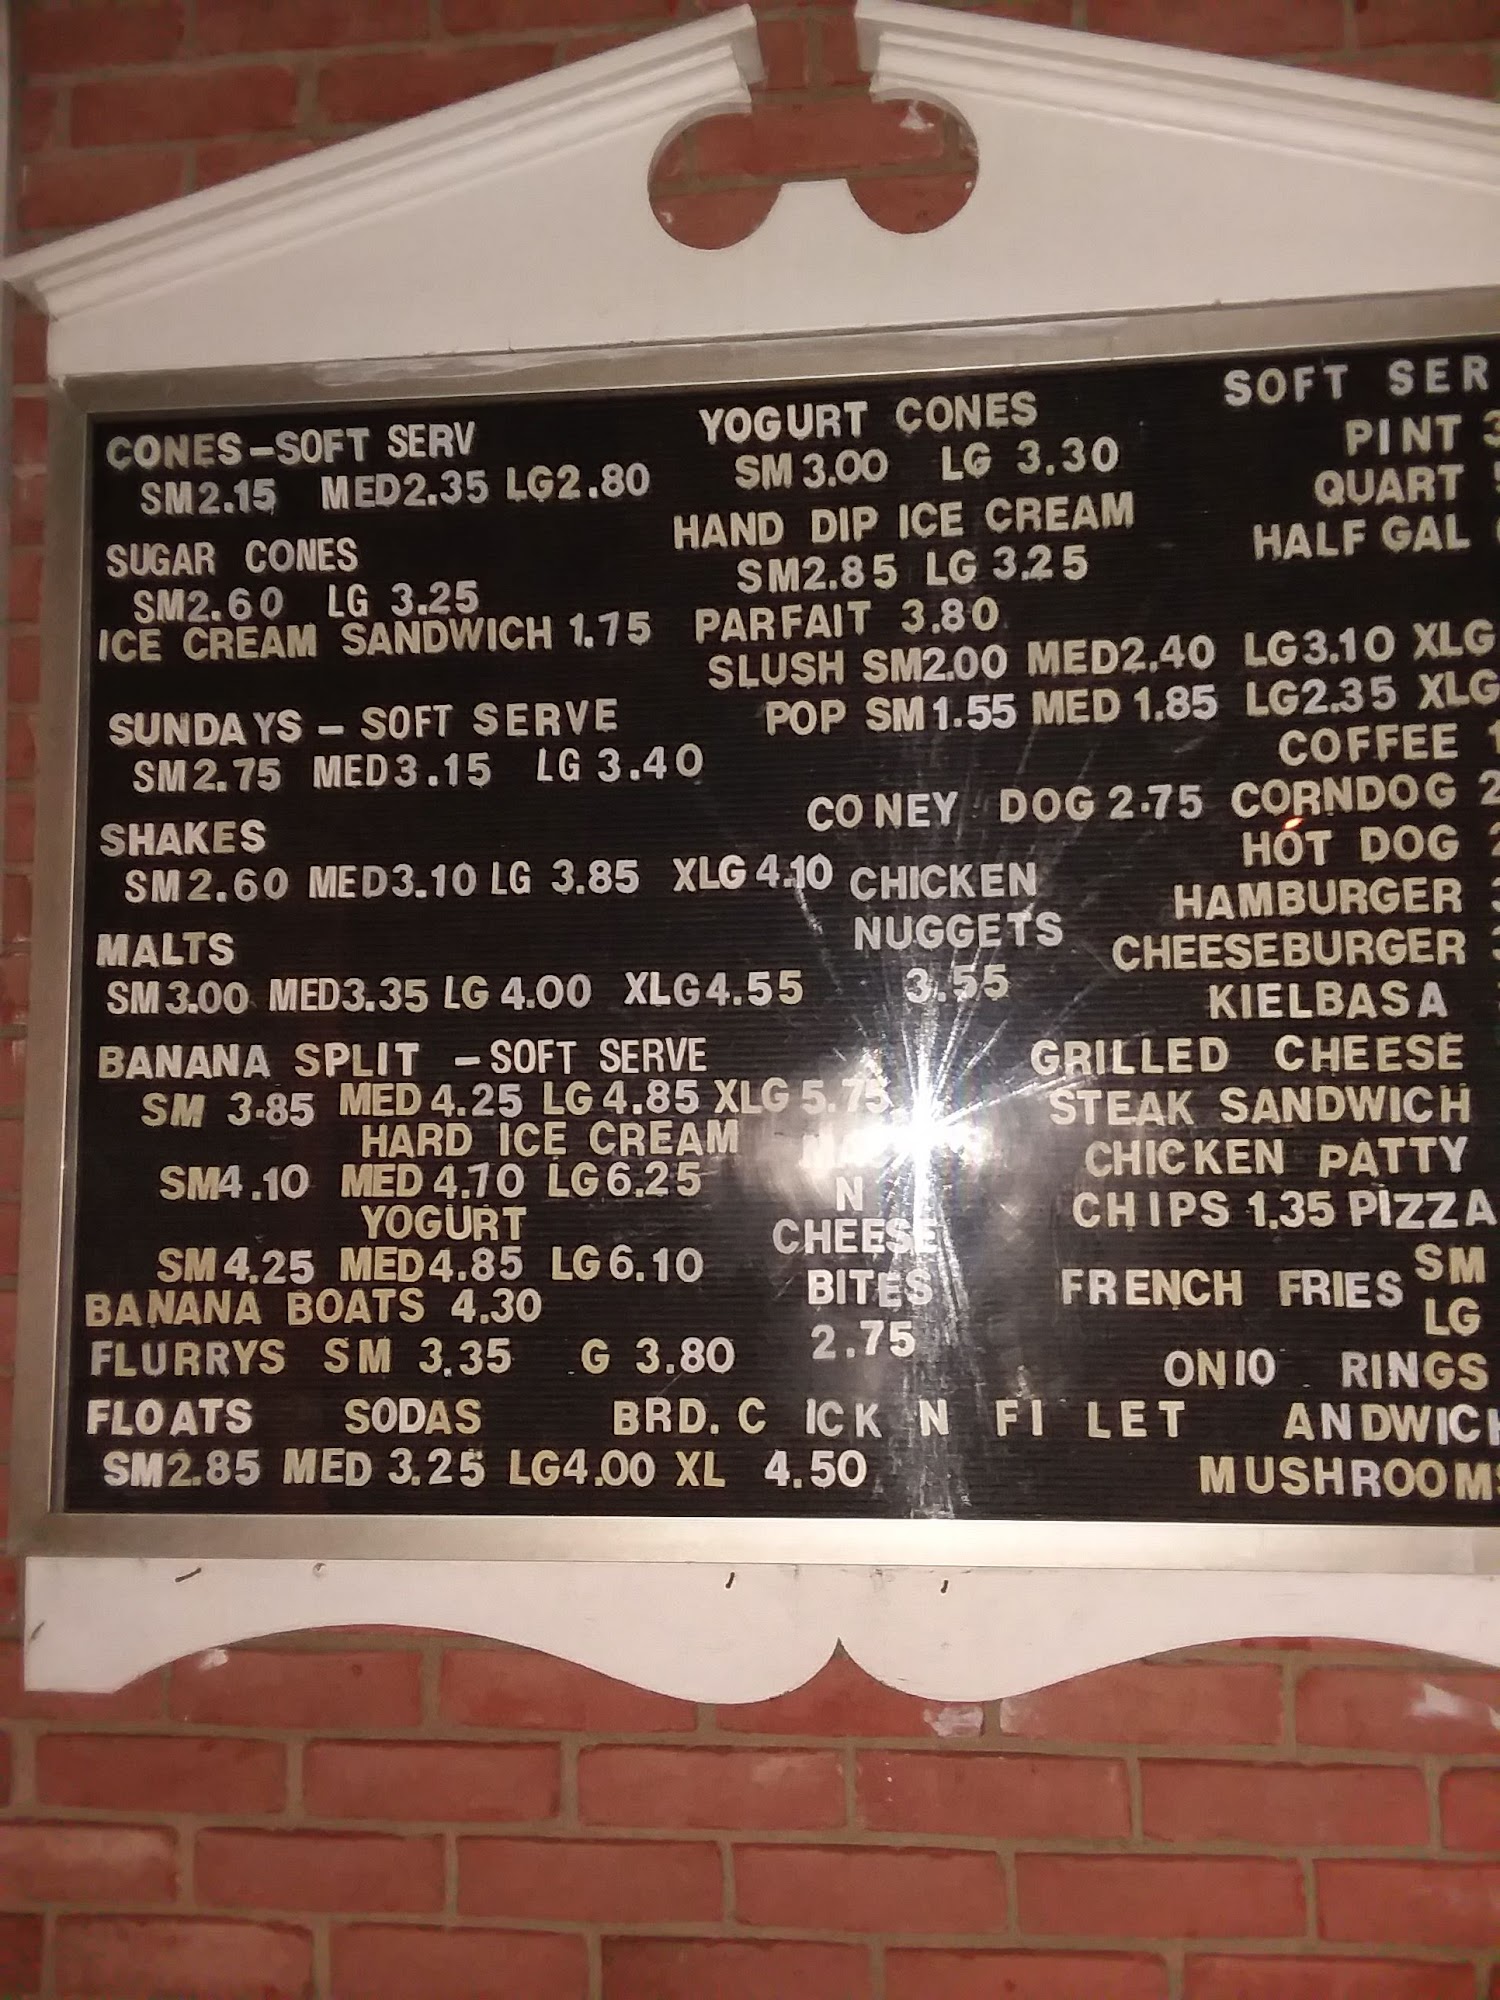 CONES-SOFT SERV
SM2.15 MED2.35 LG2.80
SUGAR CONES
SM2.60 LG 3.25
ICE CREAM SANDWICH 1.75
SUNDAYS - SOFT SERVE
SM2.75 MED3.15 LG 3.40
SHAKES
SM2.60 MED3.10 LG 3.85 XLG 4.10
MALTS
SM3.00 MED3.35 LG 4.00 XLG4.55
BANANA SPLIT -SOFT SERVE
SM 3.85 MED 4.25 LG 4.85 XLG 5.75
HARD ICE CREAM
SM4.10 MED 4.70 LG6.25
YOGURT
SM4.25 MED4.85 LG6.10
BANANA BOATS 4.30
FLURRYS SM 3.35 G 3.80
FLOATS SODAS
SM2.85 MED 3.25 LG4.00 XL 4.50
YOGURT CONES
SM 3.00 LG 3.30
HAND DIP ICE CREAM
SM2.85 LG 3.25
PARFAIT 3.80
SLUSH SM2.00 MED2.40 LG3.10 XLG
POP SM1.55 MED 1.85 LG2.35 XLG
CONEY DOG 2.75 CORNDOG 2
CHICKEN
NUGGETS
3.55
N
CHEESE
BITES
2.75
SOFT SER
PINT 3
QUART
HALF GAL
COFFEE 1
HOT DOG 2
HAMBURGER 3
CHEESEBURGER 3
KIELBASA
GRILLED CHEESE
STEAK SANDWICH
CHICKEN PATTY
CHIPS 1.35 PIZZA
FRENCH FRIES SM
LG
ONIO RINGS
BRD. C ICK N FI LET ANDWICH
MUSHROOMS